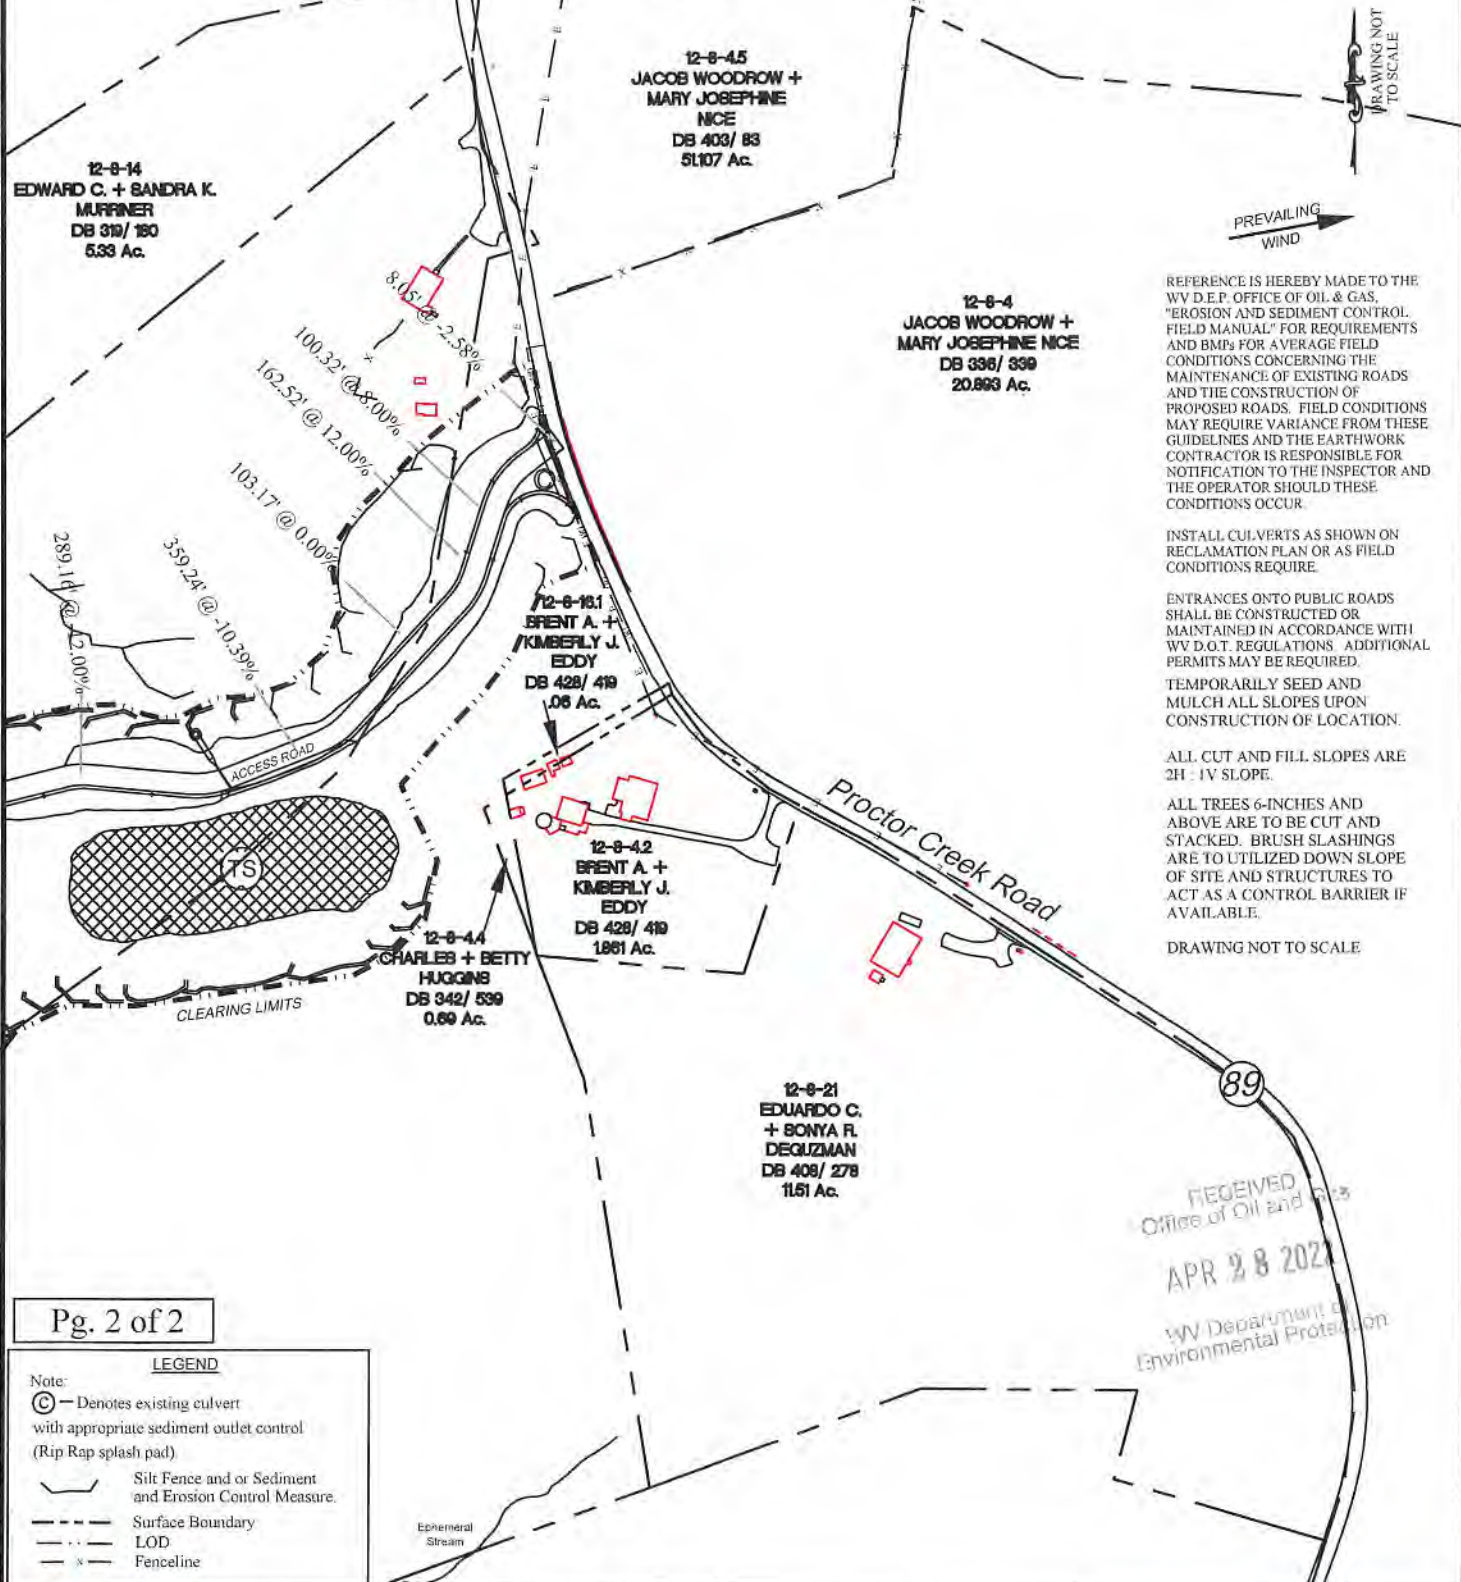 12-8-4.5
JACOB WOODROW +
MARY JOSEPHINE
NICE
DB 403/ 83
51.107 Ac.
DRAWING NOT
TO SCALE
12-8-14
EDWARD C. + SANDRA K.
MURRINER
DB 319/ 180
5.33 Ac.
PREVAILING
WIND
12-8-4
JACOB WOODROW +
MARY JOSEPHINE NICE
DB 336/ 339
20.893 Ac.
REFERENCE IS HEREBY MADE TO THE
WV D.E.P. OFFICE OF OIL & GAS,
"EROSION AND SEDIMENT CONTROL
FIELD MANUAL" FOR REQUIREMENTS
AND BMPs FOR AVERAGE FIELD
CONDITIONS CONCERNING THE
MAINTENANCE OF EXISTING ROADS
AND THE CONSTRUCTION OF
PROPOSED ROADS. FIELD CONDITIONS
MAY REQUIRE VARIANCE FROM THESE
GUIDELINES AND THE EARTHWORK
CONTRACTOR IS RESPONSIBLE FOR
NOTIFICATION TO THE INSPECTOR AND
THE OPERATOR SHOULD THESE
CONDITIONS OCCUR.
INSTALL CULVERTS AS SHOWN ON
RECLAMATION PLAN OR AS FIELD
CONDITIONS REQUIRE.
ENTRANCES ONTO PUBLIC ROADS
SHALL BE CONSTRUCTED OR
MAINTAINED IN ACCORDANCE WITH
WV D.O.T. REGULATIONS. ADDITIONAL
PERMITS MAY BE REQUIRED.
TEMPORARILY SEED AND
MULCH ALL SLOPES UPON
CONSTRUCTION OF LOCATION.
ALL CUT AND FILL SLOPES ARE
2H : 1V SLOPE.
ALL TREES 6-INCHES AND
ABOVE ARE TO BE CUT AND
STACKED. BRUSH SLASHINGS
ARE TO UTILIZED DOWN SLOPE
OF SITE AND STRUCTURES TO
ACT AS A CONTROL BARRIER IF
AVAILABLE.
DRAWING NOT TO SCALE
8.05' @ -2.58%
100.32' @ 8.00%
162.52' @ 12.00%
103.17' @ 0.00%
359.24' @ -10.39%
289.16' @ -12.00%
12-8-16.1
BRENT A. +
KIMBERLY J.
EDDY
DB 428/ 419
.06 Ac.
ACCESS ROAD
TS
CLEARING LIMITS
12-8-4.2
BRENT A. +
KIMBERLY J.
EDDY
DB 428/ 419
1.861 Ac.
12-8-4.4
CHARLES + BETTY
HUGGINS
DB 342/ 539
0.69 Ac.
Proctor Creek Road
89
12-8-21
EDUARDO C.
+ SONYA R.
DEGUZMAN
DB 408/ 278
11.51 Ac.
RECEIVED
Office of Oil and Gas
APR 28 2022
WV Department of
Environmental Protection
Pg. 2 of 2
LEGEND
Note:
C — Denotes existing culvert
with appropriate sediment outlet control
(Rip Rap splash pad)
Silt Fence and or Sediment
and Erosion Control Measure.
Surface Boundary
LOD
Fenceline
Ephemeral
Stream